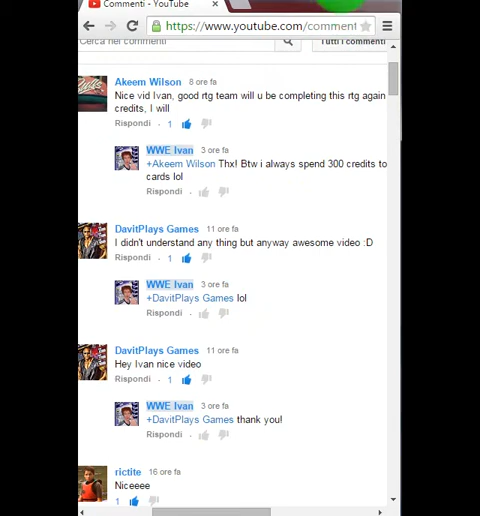 Commenti - YouTube
https://www.youtube.com/comment
Cerca nei commenti
Tutti i commenti
Akeem Wilson 8 ore fa
Nice vid Ivan, good rtg team will u be completing this rtg again
credits, I will
Rispondi · 1
WWE Ivan 3 ore fa
+Akeem Wilson Thx! Btw i always spend 300 credits to
cards lol
Rispondi ·
DavitPlays Games 11 ore fa
I didn't understand any thing but anyway awesome video :D
Rispondi · 1
WWE Ivan 3 ore fa
+DavitPlays Games lol
Rispondi ·
DavitPlays Games 11 ore fa
Hey Ivan nice video
Rispondi · 1
WWE Ivan 3 ore fa
+DavitPlays Games thank you!
Rispondi ·
rictite 16 ore fa
Niceeee
1